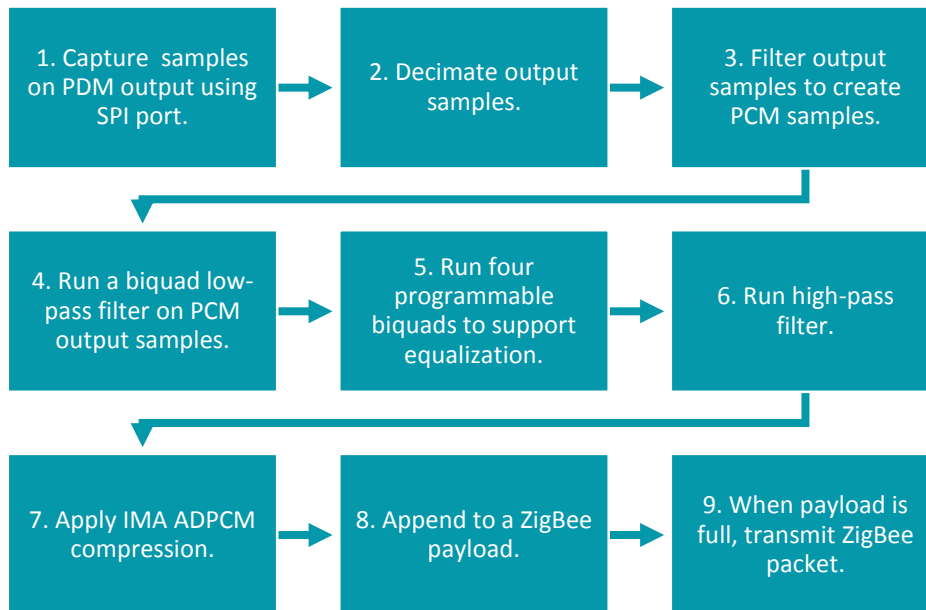 1. Capture samples
on PDM output using
SPI port.
2. Decimate output
samples.
3. Filter output
samples to create
PCM samples.
4. Run a biquad low-
pass filter on PCM
output samples.
5. Run four
programmable
biquads to support
equalization.
6. Run high-pass
filter.
7. Apply IMA ADPCM
compression.
8. Append to a ZigBee
payload.
9. When payload is
full, transmit ZigBee
packet.